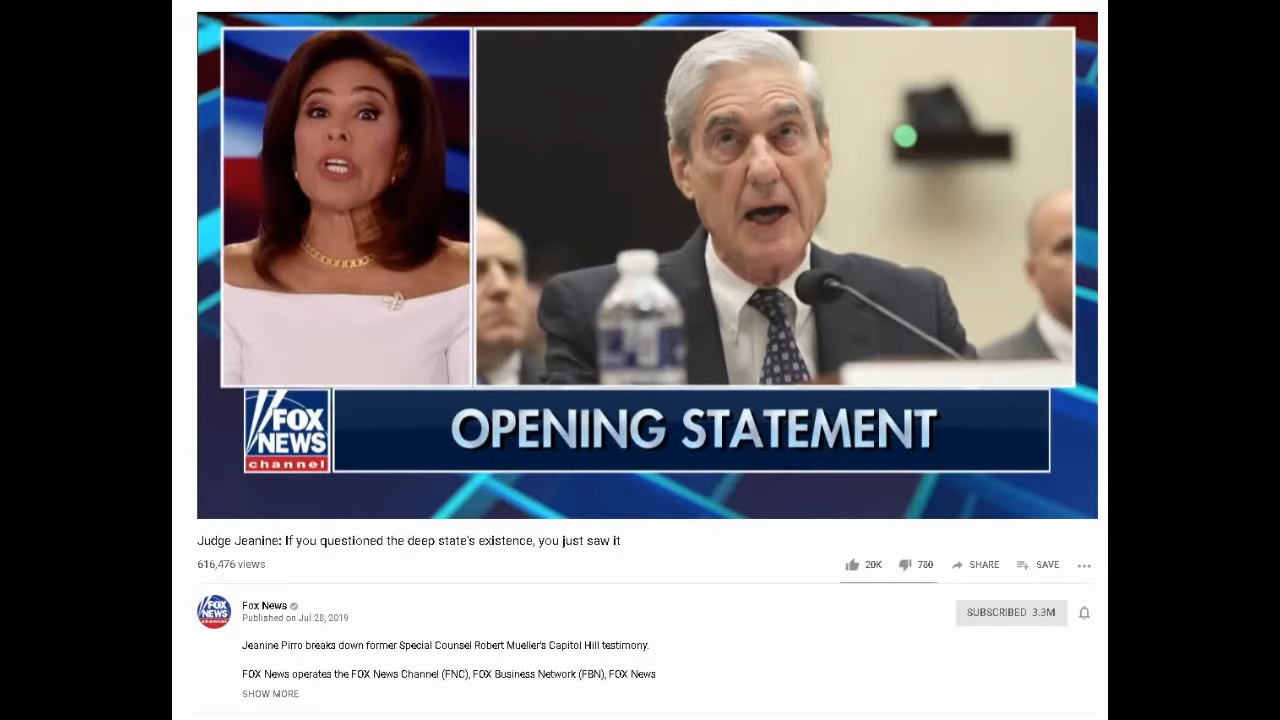 FOX
NEWS
channel
OPENING STATEMENT
Judge Jeanine: If you questioned the deep state's existence, you just saw it
616,476 views
20K 780 SHARE SAVE
FOX
NEWS
channel
Fox News
Published on Jul 28, 2019
SUBSCRIBED 3.3M
Jeanine Pirro breaks down former Special Counsel Robert Mueller's Capitol Hill testimony.
FOX News operates the FOX News Channel (FNC), FOX Business Network (FBN), FOX News
SHOW MORE